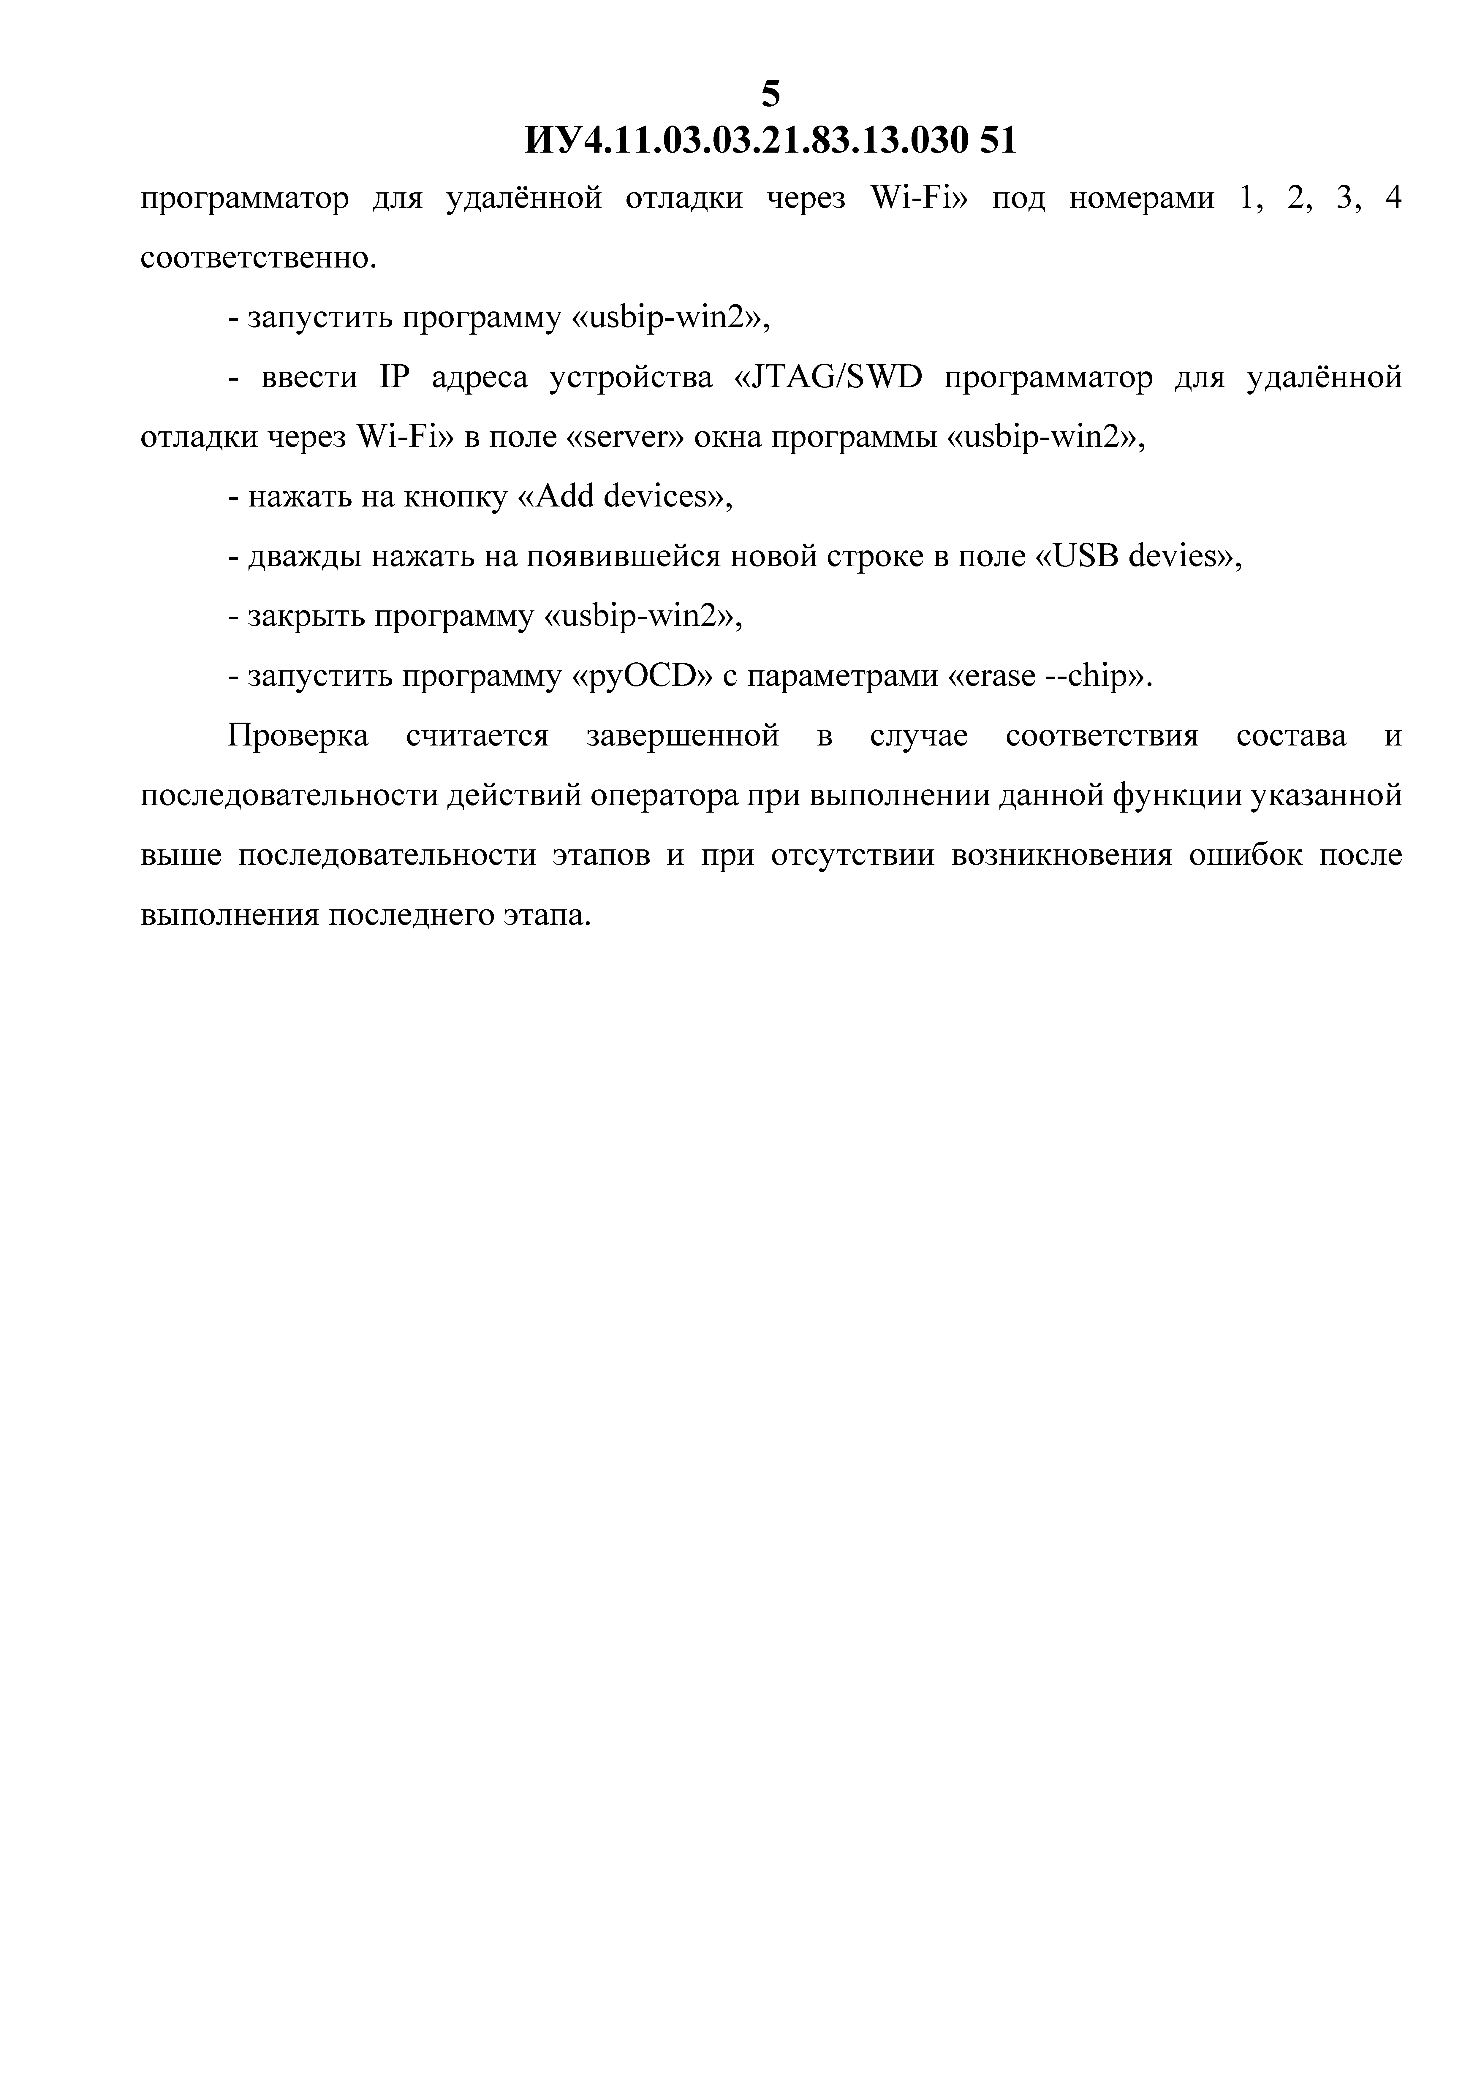 5
ИУ4.11.03.03.21.83.13.030 51
программатор для удалённой отладки через Wi-Fi» под номерами 1, 2, 3, 4
соответственно.
- запустить программу «usbip-win2»,
- ввести IP адреса устройства «JTAG/SWD программатор для удалённой
отладки через Wi-Fi» в поле «server» окна программы «usbip-win2»,
- нажать на кнопку «Add devices»,
- дважды нажать на появившейся новой строке в поле «USB devies»,
- закрыть программу «usbip-win2»,
- запустить программу «pyOCD» с параметрами «erase --chip».
Проверка считается завершенной в случае соответствия состава и
последовательности действий оператора при выполнении данной функции указанной
выше последовательности этапов и при отсутствии возникновения ошибок после
выполнения последнего этапа.